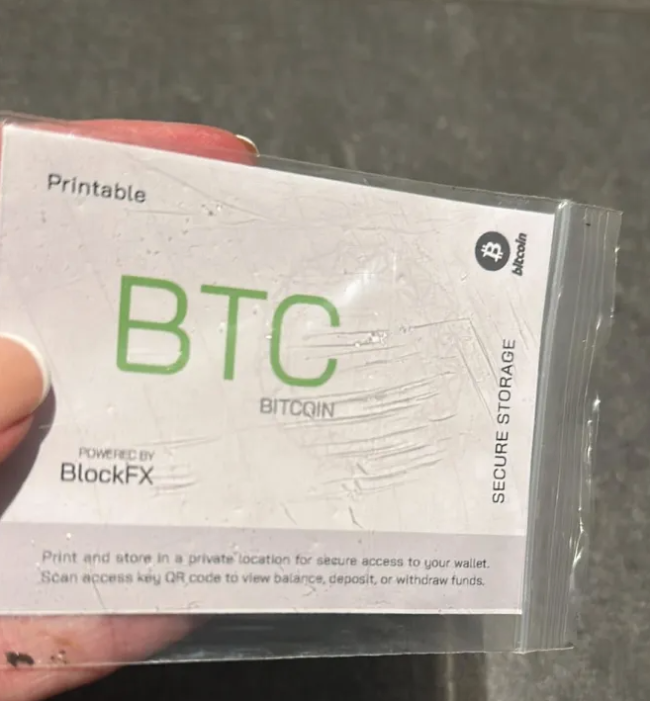 Printable
bitcoin
BTC
BITCOIN
SECURE STORAGE
POWERED BY
BlockFX
Print and store in a private location for secure access to your wallet.
Scan access key QR code to view balance, deposit, or withdraw funds.